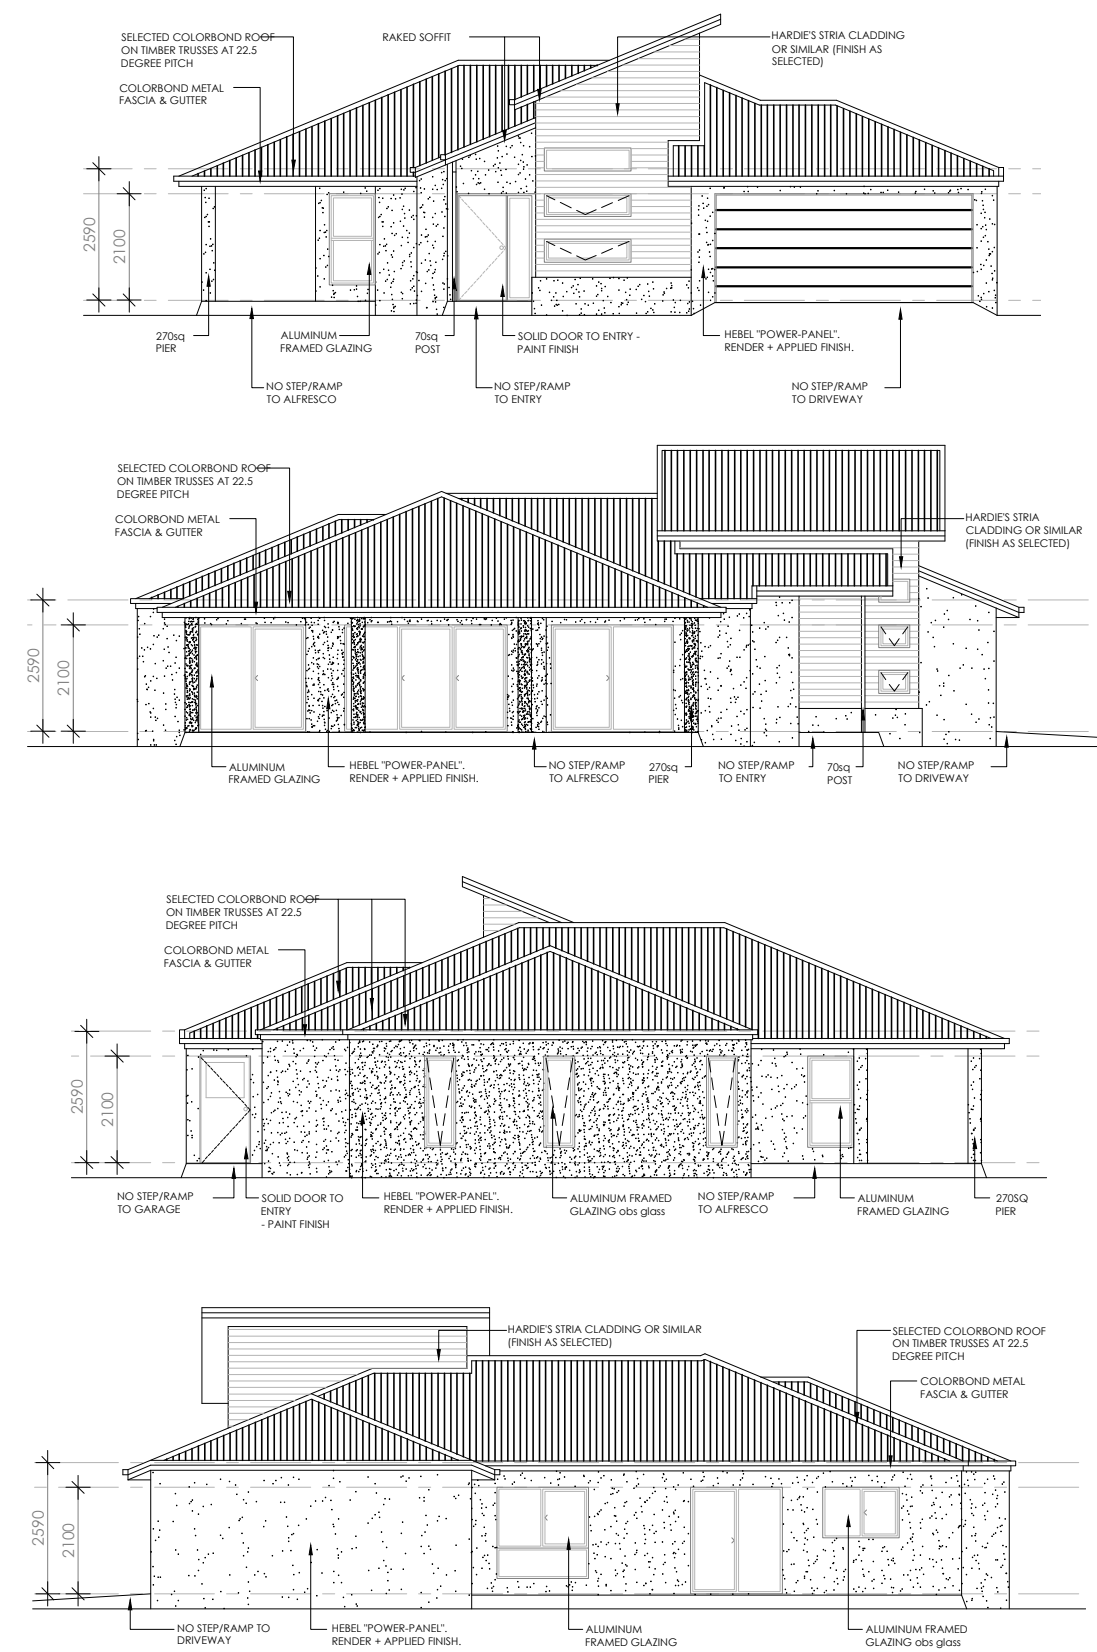 SELECTED COLORBOND ROOF
ON TIMBER TRUSSES AT 22.5
DEGREE PITCH
RAKED SOFFIT
HARDIE'S STRIA CLADDING
OR SIMILAR (FINISH AS
SELECTED)
COLORBOND METAL
FASCIA & GUTTER
2590
2100
270sq
PIER
ALUMINUM
FRAMED GLAZING
70sq
POST
SOLID DOOR TO ENTRY -
PAINT FINISH
HEBEL "POWER-PANEL".
RENDER + APPLIED FINISH.
NO STEP/RAMP
TO ALFRESCO
NO STEP/RAMP
TO ENTRY
NO STEP/RAMP
TO DRIVEWAY
SELECTED COLORBOND ROOF
ON TIMBER TRUSSES AT 22.5
DEGREE PITCH
COLORBOND METAL
FASCIA & GUTTER
HARDIE'S STRIA
CLADDING OR SIMILAR
(FINISH AS SELECTED)
2590
2100
ALUMINUM
FRAMED GLAZING
HEBEL "POWER-PANEL".
RENDER + APPLIED FINISH.
NO STEP/RAMP
TO ALFRESCO
270sq
PIER
NO STEP/RAMP
TO ENTRY
70sq
POST
NO STEP/RAMP
TO DRIVEWAY
SELECTED COLORBOND ROOF
ON TIMBER TRUSSES AT 22.5
DEGREE PITCH
COLORBOND METAL
FASCIA & GUTTER
2590
2100
NO STEP/RAMP
TO GARAGE
SOLID DOOR TO
ENTRY
- PAINT FINISH
HEBEL "POWER-PANEL".
RENDER + APPLIED FINISH.
ALUMINUM FRAMED
GLAZING obs glass
NO STEP/RAMP
TO ALFRESCO
ALUMINUM
FRAMED GLAZING
270SQ
PIER
HARDIE'S STRIA CLADDING OR SIMILAR
(FINISH AS SELECTED)
SELECTED COLORBOND ROOF
ON TIMBER TRUSSES AT 22.5
DEGREE PITCH
COLORBOND METAL
FASCIA & GUTTER
2590
2100
NO STEP/RAMP TO
DRIVEWAY
HEBEL "POWER-PANEL".
RENDER + APPLIED FINISH.
ALUMINUM
FRAMED GLAZING
ALUMINUM FRAMED
GLAZING obs glass